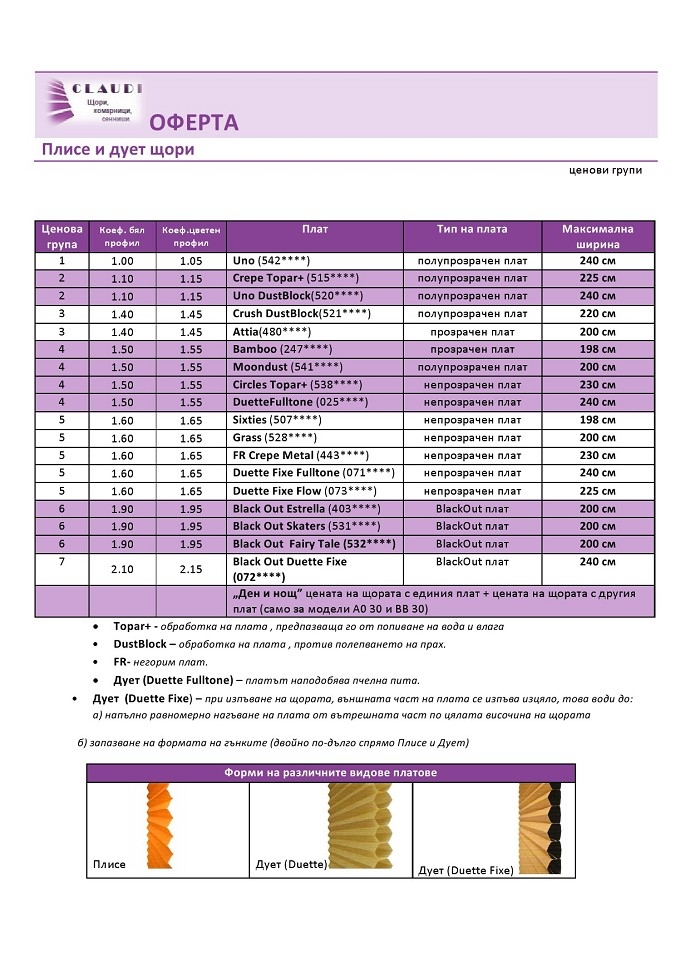 CLAUDI
Щори,
комарници,
сенници.
ОФЕРТА
Плисе и дует щори
ценови групи
Ценова група Коеф. бял профил Коеф.цветен профил Плат Тип на плата Максимална ширина
1 1.00 1.05 Uno (542****) полупрозрачен плат 240 см
2 1.10 1.15 Crepe Topar+ (515****) полупрозрачен плат 225 см
2 1.10 1.15 Uno DustBlock(520****) полупрозрачен плат 240 см
3 1.40 1.45 Crush DustBlock(521****) полупрозрачен плат 220 см
3 1.40 1.45 Attia(480****) прозрачен плат 200 см
4 1.50 1.55 Bamboo (247****) прозрачен плат 198 см
4 1.50 1.55 Moondust (541****) полупрозрачен плат 200 см
4 1.50 1.55 Circles Topar+ (538****) непрозрачен плат 230 см
4 1.50 1.55 DuetteFulltone (025****) непрозрачен плат 240 см
5 1.60 1.65 Sixties (507****) непрозрачен плат 198 см
5 1.60 1.65 Grass (528****) непрозрачен плат 200 см
5 1.60 1.65 FR Crepe Metal (443****) непрозрачен плат 230 см
5 1.60 1.65 Duette Fixe Fulltone (071****) непрозрачен плат 240 см
5 1.60 1.65 Duette Fixe Flow (073****) непрозрачен плат 225 см
6 1.90 1.95 Black Out Estrella (403****) BlackOut плат 200 см
6 1.90 1.95 Black Out Skaters (531****) BlackOut плат 200 см
6 1.90 1.95 Black Out Fairy Tale (532****) BlackOut плат 200 см
7 2.10 2.15 Black Out Duette Fixe (072****) BlackOut плат 240 см
„Ден и нощ” цената на щората с единия плат + цената на щората с другия
плат (само за модели AO 30 и BB 30)
• Topar+ - обработка на плата , предпазваща го от попиване на вода и влага
• DustBlock – обработка на плата , против полепването на прах.
• FR- негорим плат.
• Дует (Duette Fulltone) – платът наподобява пчелна пита.
• Дует (Duette Fixe) – при изпъване на щората, външната част на плата се изпъва изцяло, това води до:
а) напълно равномерно нагъване на плата от вътрешната част по цялата височина на щората
б) запазване на формата на гънките (двойно по-дълго спрямо Плисе и Дует)
Форми на различните видове платове
Плисе Дует (Duette) Дует (Duette Fixe)